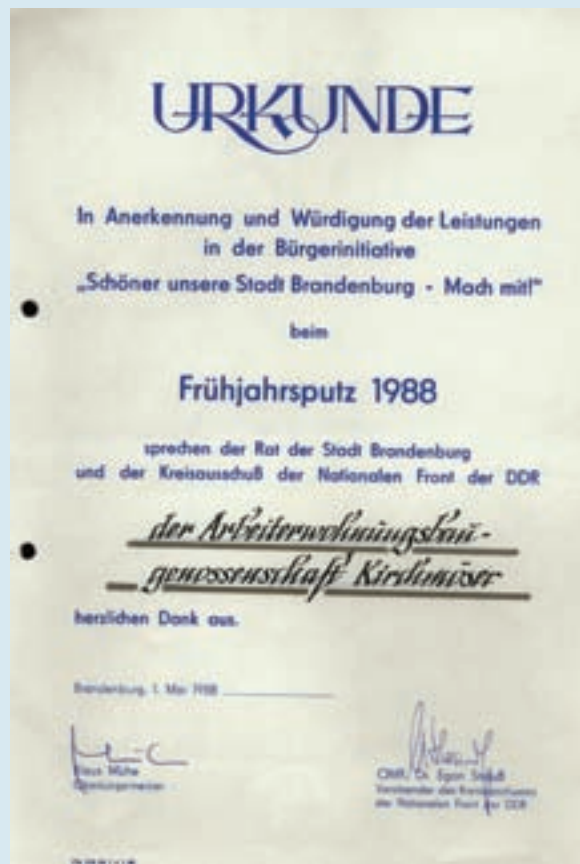 URKUNDE
In Anerkennung und Würdigung der Leistungen
in der Bürgerinitiative
„Schöner unsere Stadt Brandenburg - Mach mit!"
beim
Frühjahrsputz 1988
sprechen der Rat der Stadt Brandenburg
und der Kreisausschuß der Nationalen Front der DDR
der Arbeiterwohnungsbau-
genossenschaft Kirchmöser
herzlichen Dank aus.
Brandenburg, 1. Mai 1988
Klaus
Oberbürgermeister
Dr. Egon
Vorsitzender des Kreisausschusses
der Nationalen Front der DDR